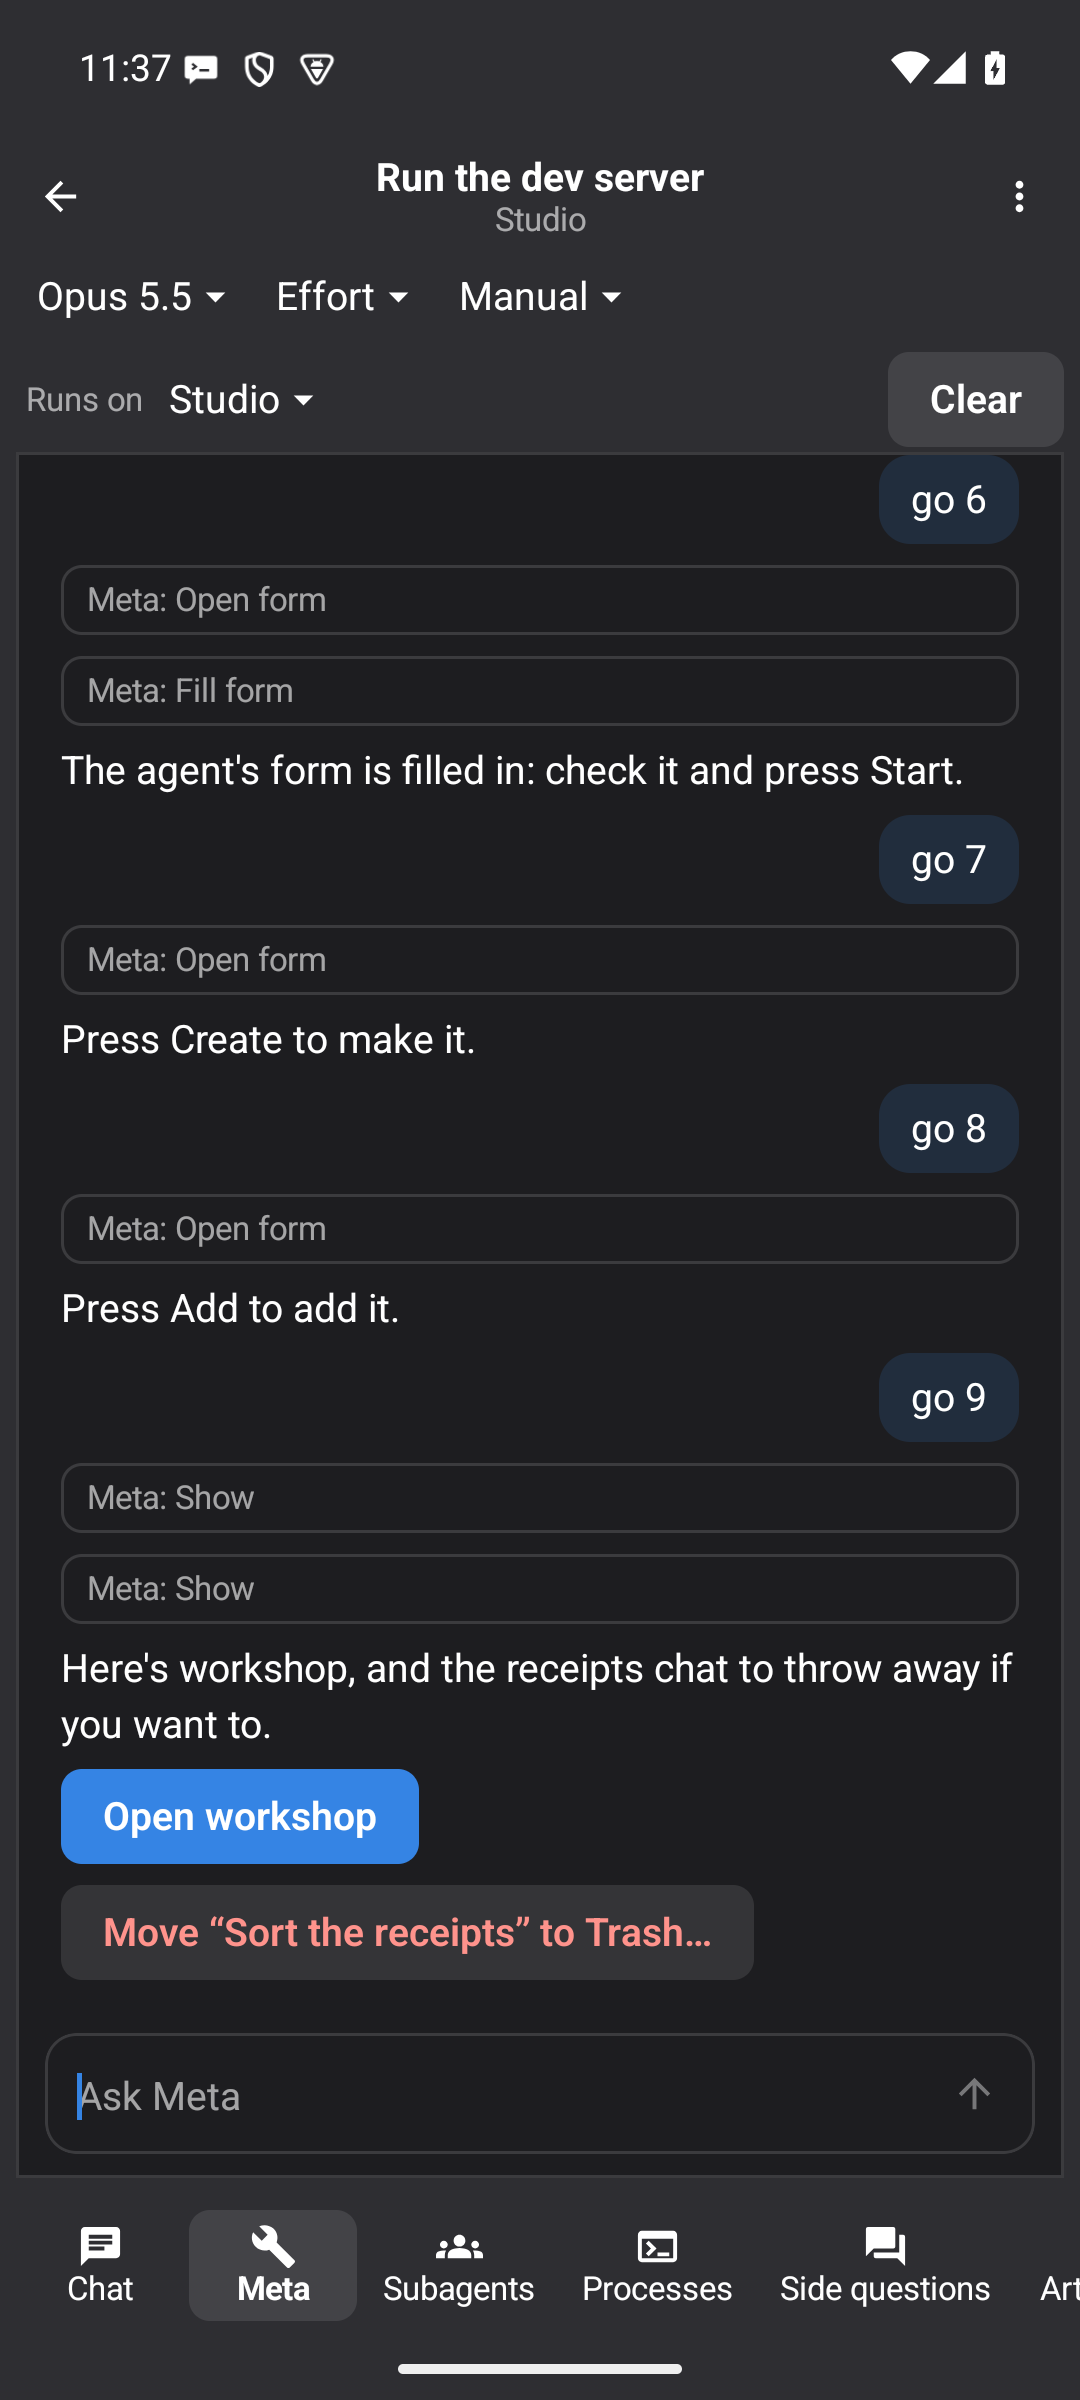 11:37
Run the dev server
Studio
Opus 5.5
Effort
Manual
Runs on
Studio
Clear
go 6
Meta: Open form
Meta: Fill form
The agent's form is filled in: check it and press Start.
go 7
Meta: Open form
Press Create to make it.
go 8
Meta: Open form
Press Add to add it.
go 9
Meta: Show
Meta: Show
Here's workshop, and the receipts chat to throw away if
you want to.
Open workshop
Move “Sort the receipts” to Trash…
Ask Meta
Chat
Meta
Subagents
Processes
Side questions
Art